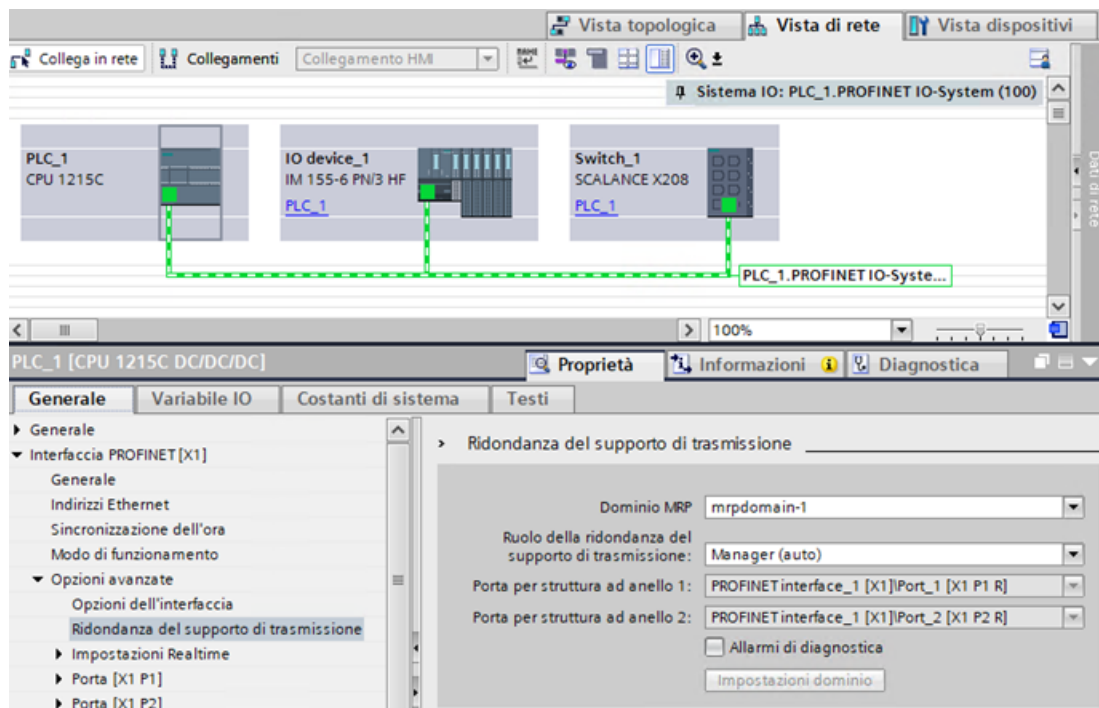 Vista topologica Vista di rete Vista dispositivi
Collega in rete Collegamenti Collegamento HMI
Sistema IO: PLC_1.PROFINET IO-System (100)
PLC_1
CPU 1215C
IO device_1
IM 155-6 PN/3 HF
PLC_1
Switch_1
SCALANCE X208
PLC_1
Dati di rete
PLC_1.PROFINET IO-Syste...
100%
PLC_1 [CPU 1215C DC/DC/DC] Proprietà Informazioni Diagnostica
Generale Variabile IO Costanti di sistema Testi
Generale
Interfaccia PROFINET [X1]
Generale
Indirizzi Ethernet
Sincronizzazione dell'ora
Modo di funzionamento
Opzioni avanzate
Opzioni dell'interfaccia
Ridondanza del supporto di trasmissione
Impostazioni Realtime
Porta [X1 P1]
Porta [X1 P2]
Ridondanza del supporto di trasmissione
Dominio MRP mrpdomain-1
Ruolo della ridondanza del
supporto di trasmissione: Manager (auto)
Porta per struttura ad anello 1: PROFINET interface_1 [X1]\Port_1 [X1 P1 R]
Porta per struttura ad anello 2: PROFINET interface_1 [X1]\Port_2 [X1 P2 R]
Allarmi di diagnostica
Impostazioni dominio